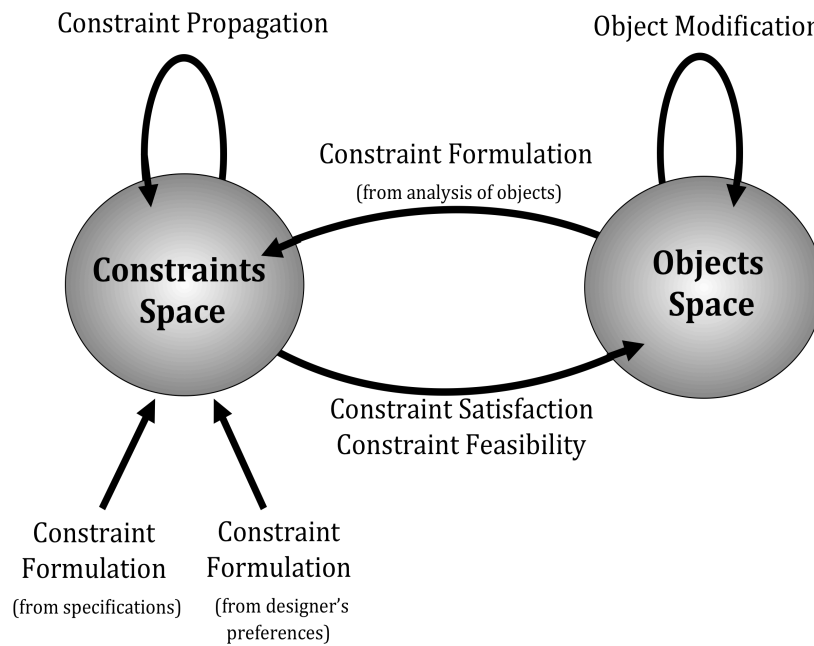 Constraint Propagation
Object Modification
Constraint Formulation
(from analysis of objects)
Constraints
Space
Objects
Space
Constraint Satisfaction
Constraint Feasibility
Constraint
Formulation
(from specifications)
Constraint
Formulation
(from designer's
preferences)